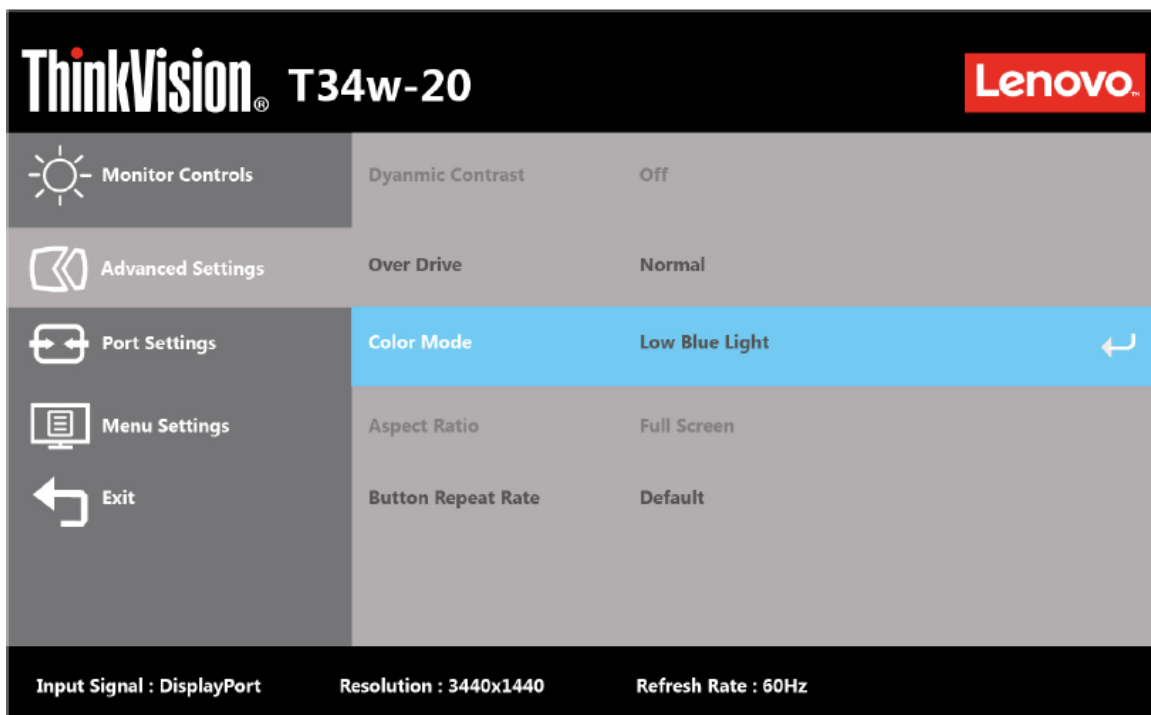 ThinkVision® T34w-20
Lenovo™
Monitor Controls
Dyanmic Contrast Off
Advanced Settings
Over Drive Normal
Port Settings
Color Mode Low Blue Light
Menu Settings
Aspect Ratio Full Screen
Exit
Button Repeat Rate Default
Input Signal : DisplayPort Resolution : 3440x1440 Refresh Rate : 60Hz